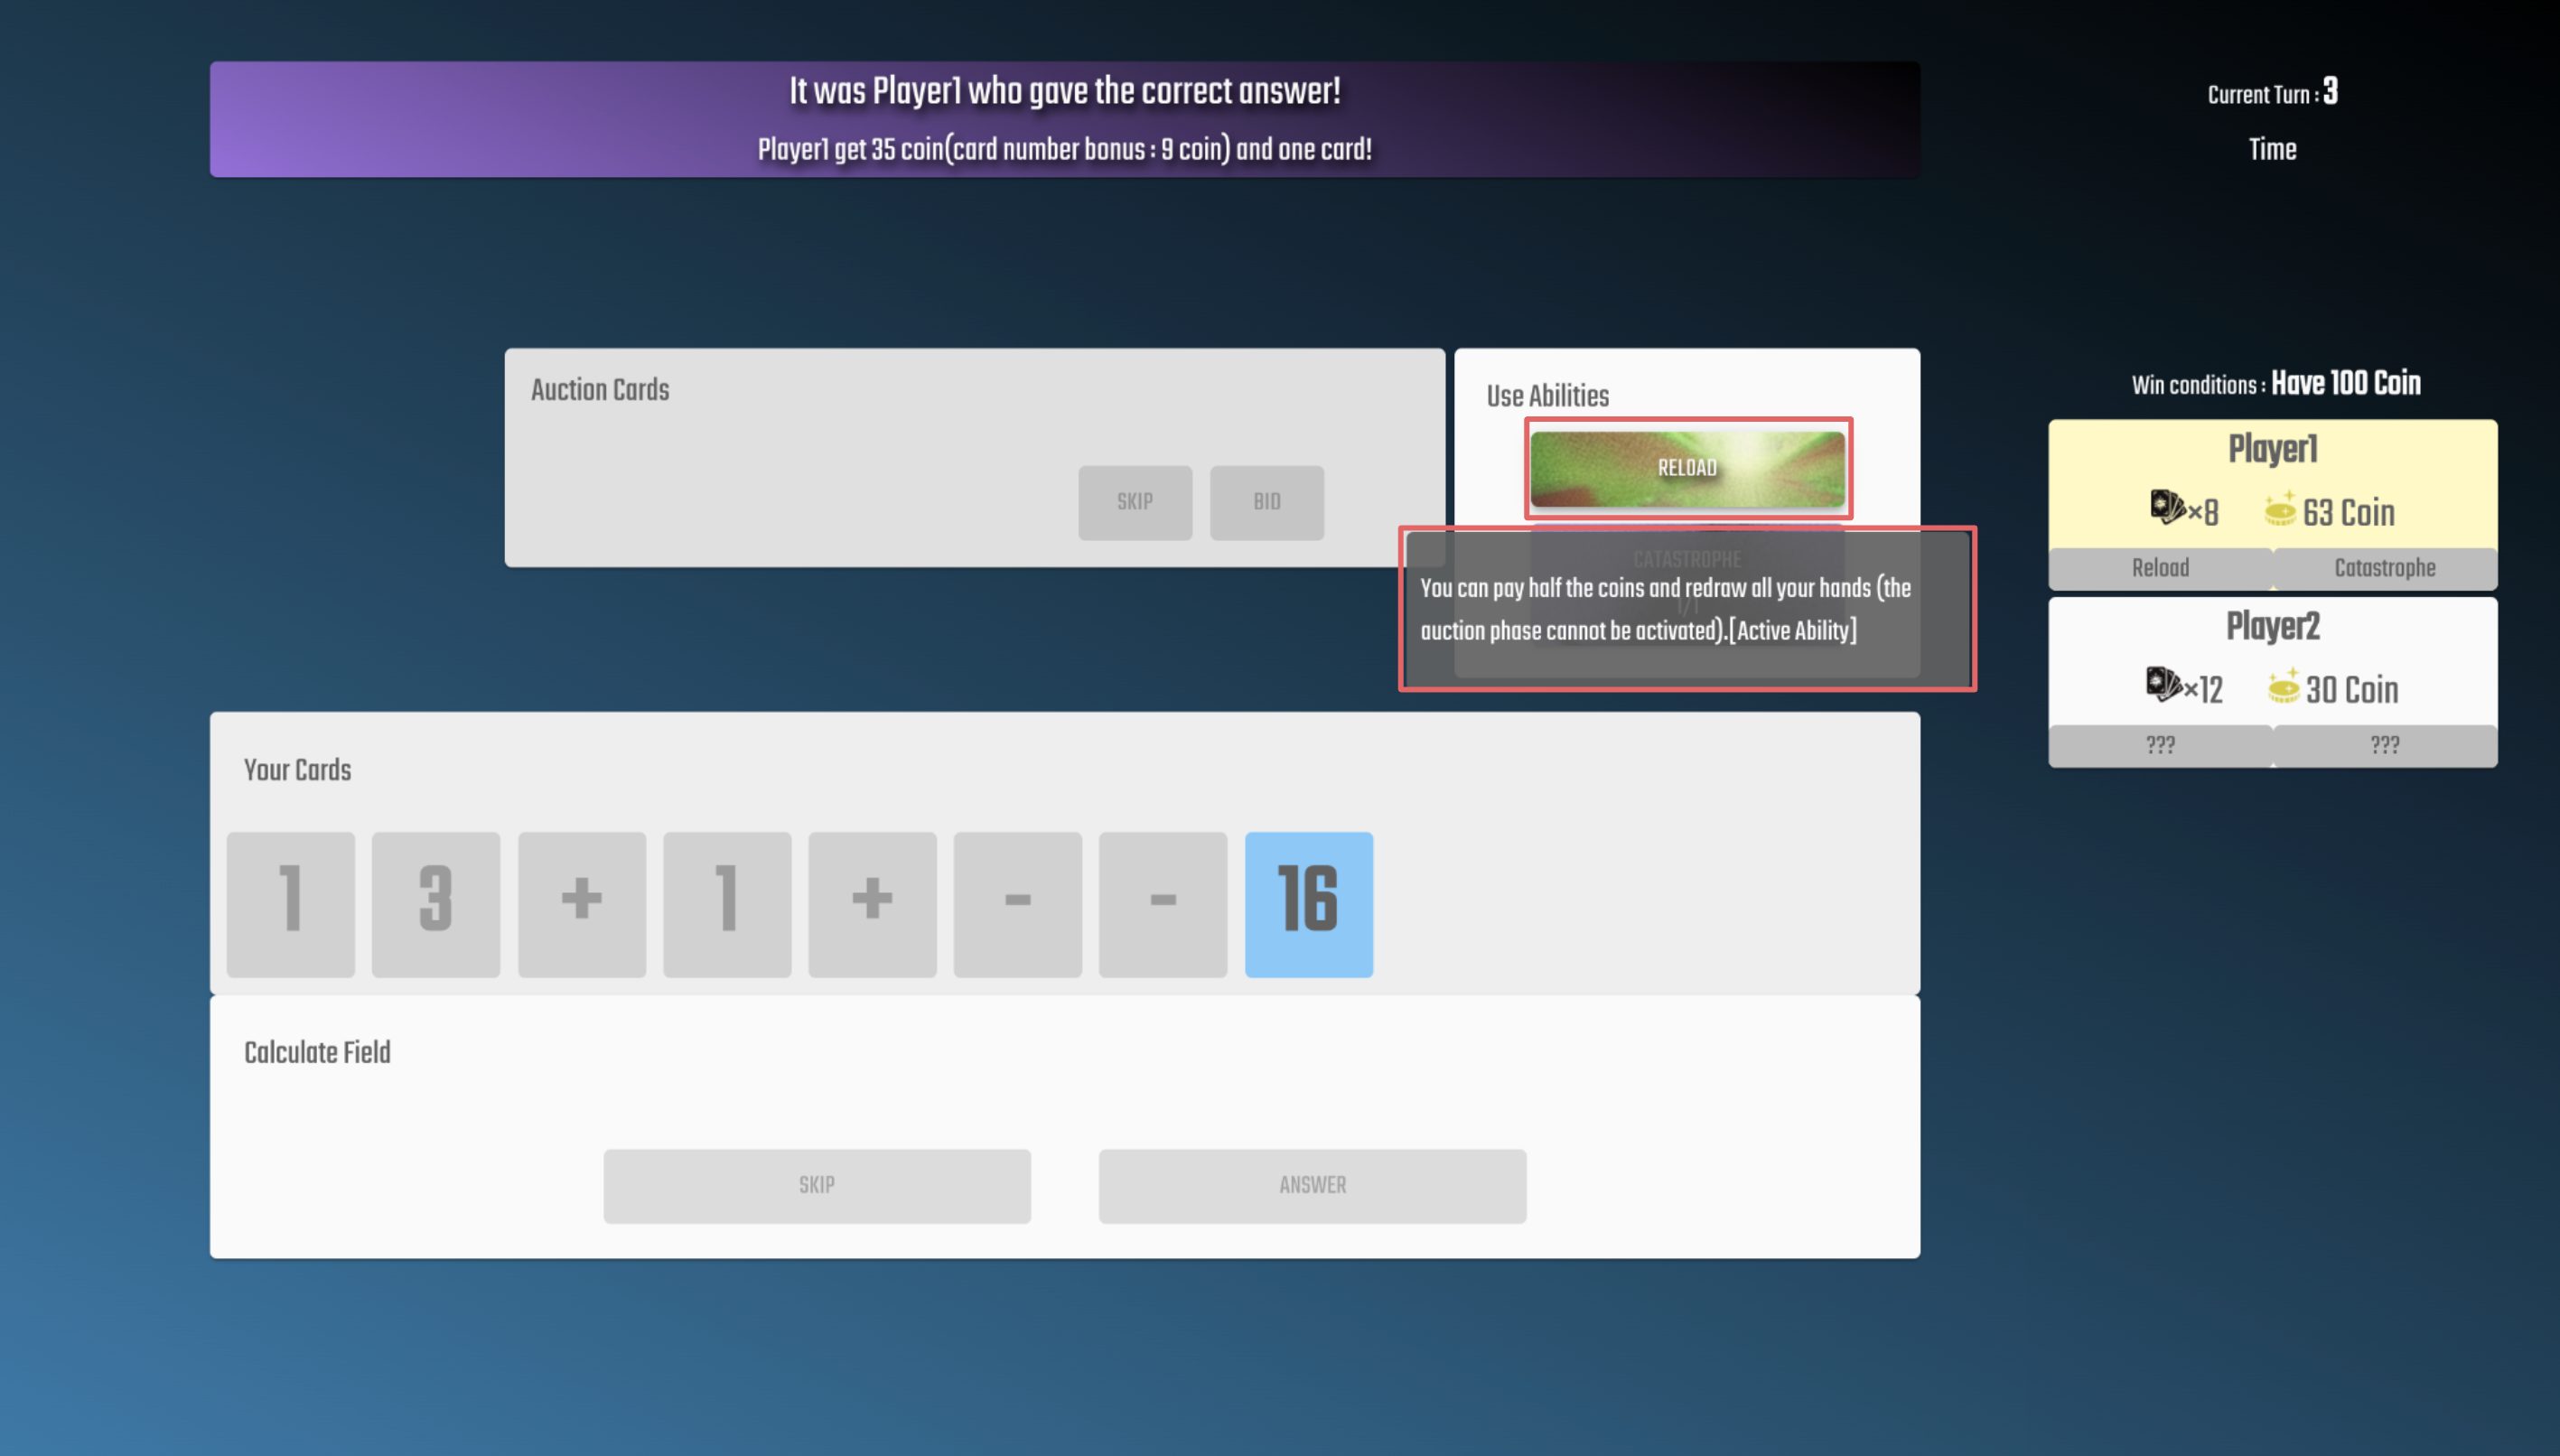 It was Player1 who gave the correct answer!
Player1 get 35 coin(card number bonus : 9 coin) and one card!
Current Turn : 3
Time
Auction Cards
SKIP BID
Use Abilities
RELOAD
CATASTROPHE
1/1
You can pay half the coins and redraw all your hands (the
auction phase cannot be activated).[Active Ability]
Win conditions : Have 100 Coin
Player1
×8 63 Coin
Reload Catastrophe
Player2
×12 30 Coin
??? ???
Your Cards
1 3 + 1 + - - 16
Calculate Field
SKIP ANSWER